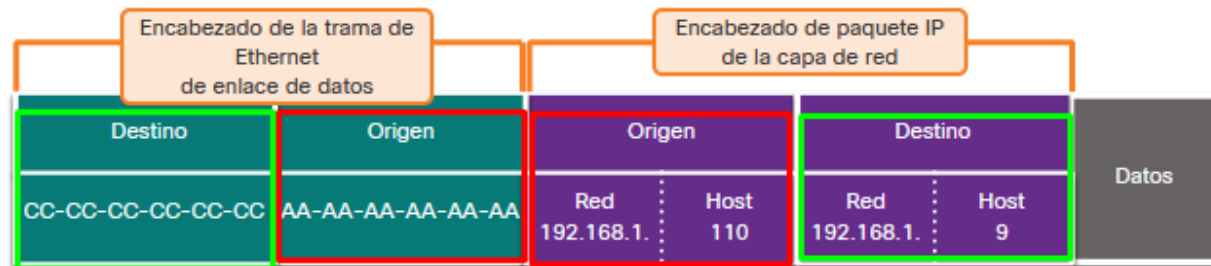 Encabezado de la trama de
Ethernet
de enlace de datos
Encabezado de paquete IP
de la capa de red
Destino
Origen
Origen
Destino
Datos
CC-CC-CC-CC-CC-CC
AA-AA-AA-AA-AA-AA
Red
192.168.1.
Host
110
Red
192.168.1.
Host
9